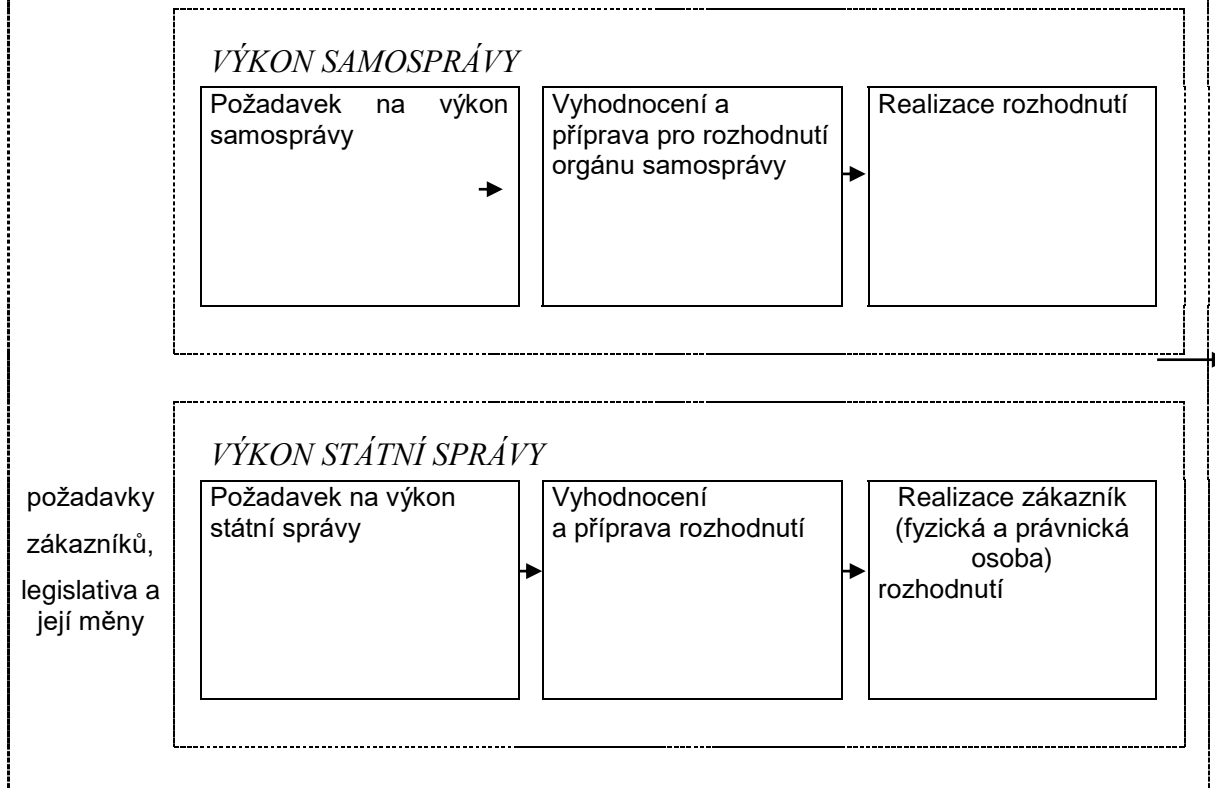 VÝKON SAMOSPRÁVY
Požadavek na výkon
samosprávy
Vyhodnocení a
příprava pro rozhodnutí
orgánu samosprávy
Realizace rozhodnutí
VÝKON STÁTNÍ SPRÁVY
požadavky
zákazníků,
legislativa a
její měny
Požadavek na výkon
státní správy
Vyhodnocení
a příprava rozhodnutí
Realizace zákazník
(fyzická a právnická
osoba)
rozhodnutí